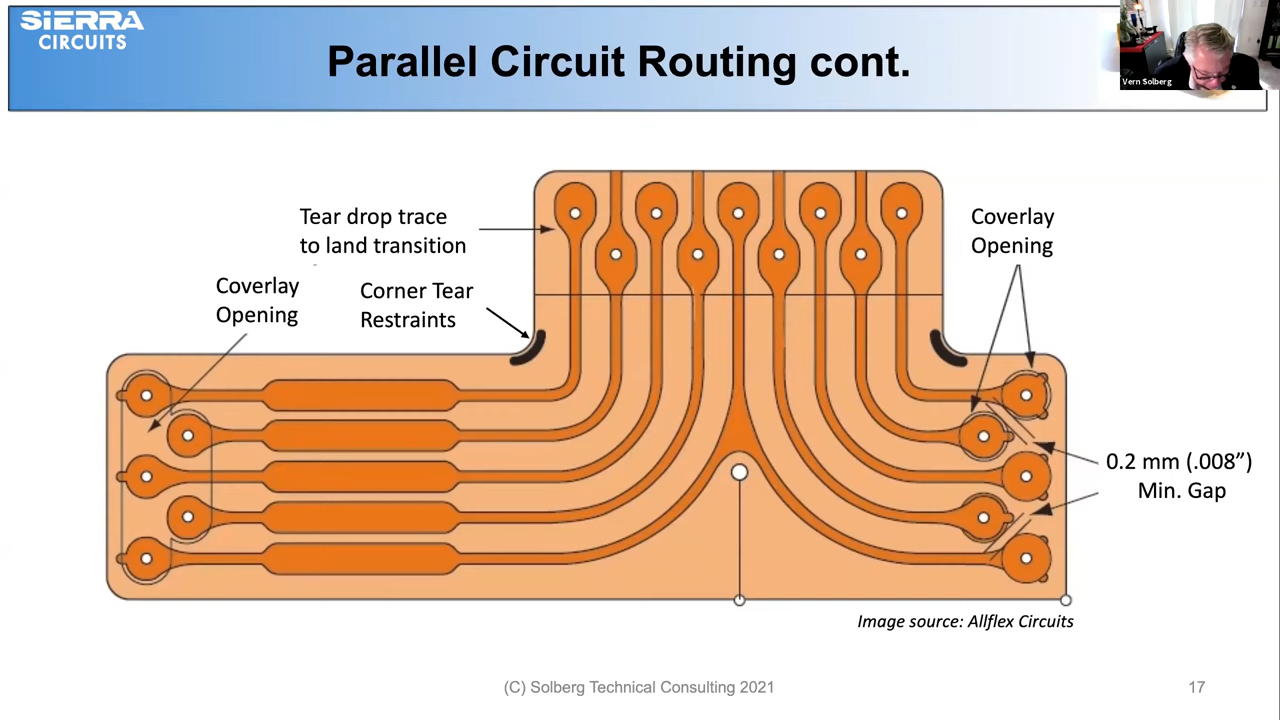 SIERRA
CIRCUITS
Parallel Circuit Routing cont.
Vern Solberg
Tear drop trace
to land transition
Coverlay
Opening
Corner Tear
Restraints
Coverlay
Opening
0.2 mm (.008”)
Min. Gap
Image source: Allflex Circuits
(C) Solberg Technical Consulting 2021
17